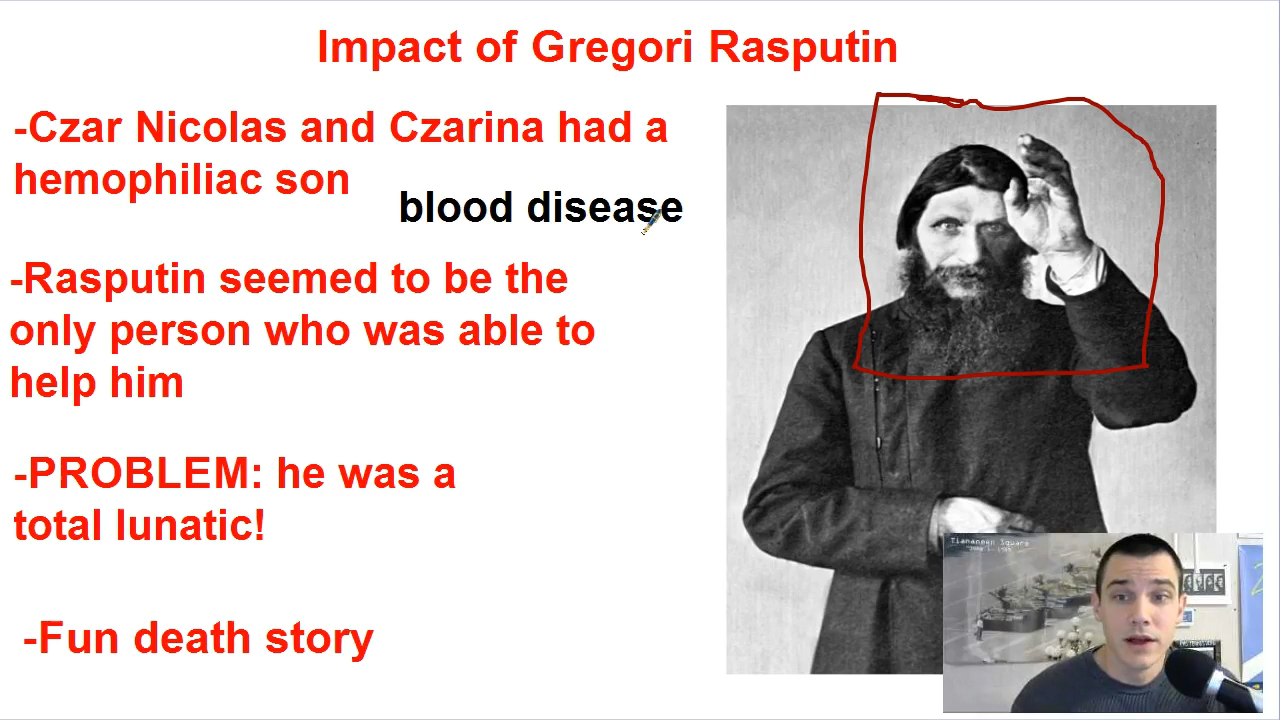 Impact of Gregori Rasputin
-Czar Nicolas and Czarina had a
hemophiliac son
blood disease
-Rasputin seemed to be the
only person who was able to
help him
-PROBLEM: he was a
total lunatic!
-Fun death story
Tiananmen Square